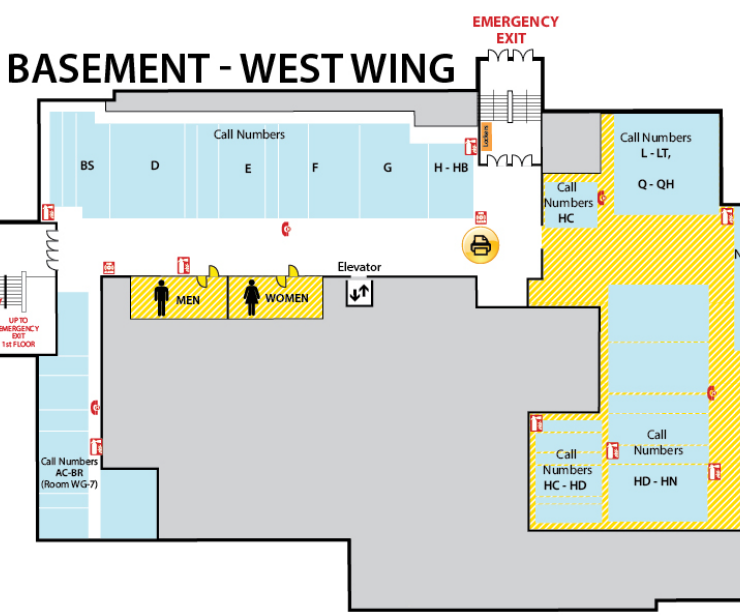 EMERGENCY
EXIT
BASEMENT - WEST WING
Lockers
Call Numbers
BS
D
E
F
G
H - HB
Call Numbers
L - LT,
Q - QH
Call
Numbers
HC
N
Elevator
MEN
WOMEN
UP TO
EMERGENCY
EXIT
1st FLOOR
Call Numbers
AC-BR
(Room WG-7)
Call
Numbers
HC - HD
Call
Numbers
HD - HN